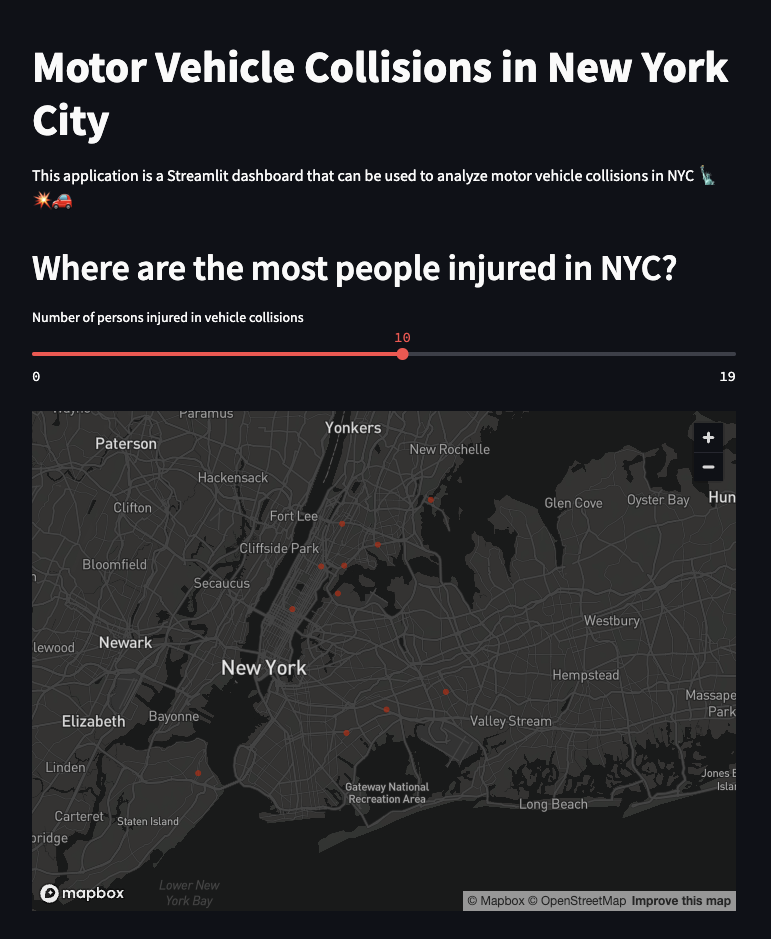 Motor Vehicle Collisions in New York
City
This application is a Streamlit dashboard that can be used to analyze motor vehicle collisions in NYC 🗽
💥🚗
Where are the most people injured in NYC?
Number of persons injured in vehicle collisions
10
0
19
Paramus
Yonkers
Paterson
New Rochelle
+
−
Hackensack
Glen Cove
Oyster Bay
Hun
Clifton
Fort Lee
Cliffside Park
Bloomfield
Secaucus
Westbury
Newark
lewood
New York
Hempstead
Massape
Park
Elizabeth
Bayonne
Valley Stream
Linden
Gateway National
Recreation Area
Jones B
Islan
Long Beach
Carteret
Staten Island
bridge
Lower New
York Bay
mapbox
© Mapbox © OpenStreetMap Improve this map